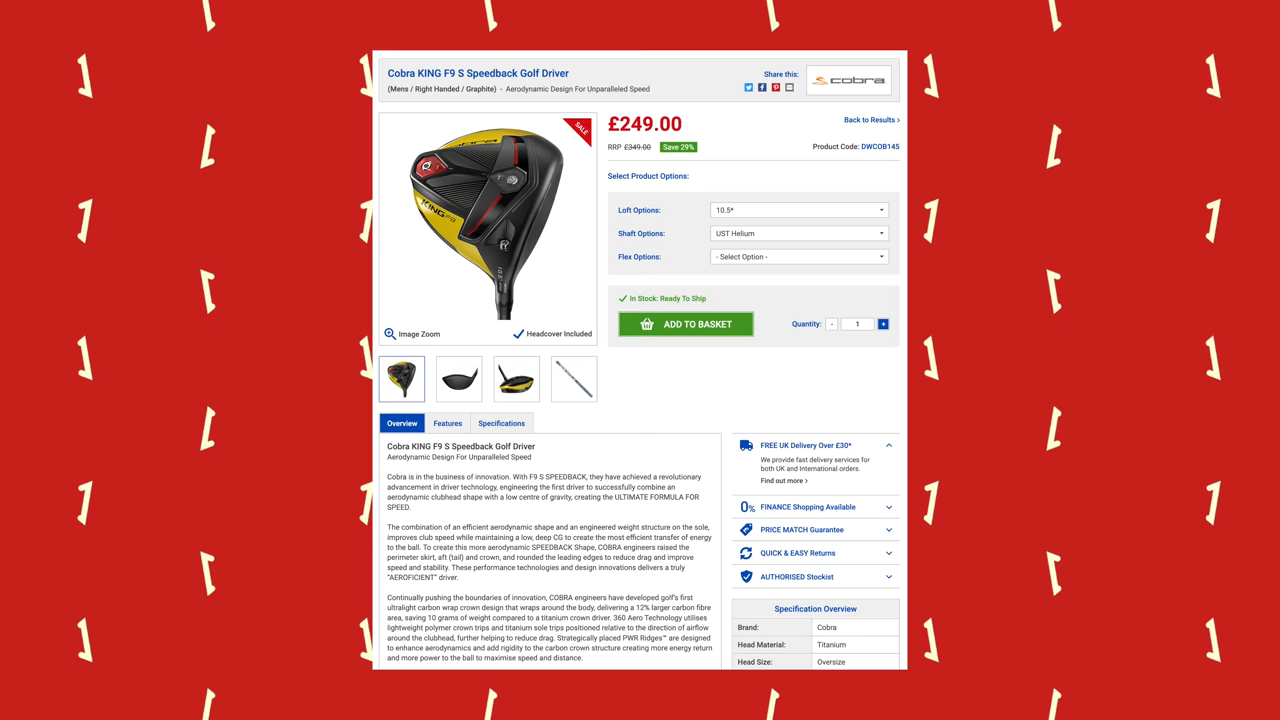 Cobra KING F9 S Speedback Golf Driver
(Mens / Right Handed / Graphite) - Aerodynamic Design For Unparalleled Speed
Share this:
cobra
SALE
£249.00
Back to Results >
RRP £349.00 Save 29%
Product Code: DWCOB145
Select Product Options:
Loft Options: 10.5*
Shaft Options: UST Helium
Flex Options: - Select Option -
In Stock: Ready To Ship
ADD TO BASKET
Quantity: - 1 +
KING F9
Image Zoom
Headcover Included
Overview Features Specifications
Cobra KING F9 S Speedback Golf Driver
Aerodynamic Design For Unparalleled Speed
Cobra is in the business of innovation. With F9 S SPEEDBACK, they have achieved a revolutionary
advancement in driver technology, engineering the first driver to successfully combine an
aerodynamic clubhead shape with a low centre of gravity, creating the ULTIMATE FORMULA FOR
SPEED.
The combination of an efficient aerodynamic shape and an engineered weight structure on the sole,
improves club speed while maintaining a low, deep CG to create the most efficient transfer of energy
to the ball. To create this more aerodynamic SPEEDBACK Shape, COBRA engineers raised the
perimeter skirt, aft (tail) and crown, and rounded the leading edges to reduce drag and improve
speed and stability. These performance technologies and design innovations delivers a truly
"AEROFICIENT" driver.
Continually pushing the boundaries of innovation, COBRA engineers have developed golf's first
ultralight carbon wrap crown design that wraps around the body, delivering a 12% larger carbon fibre
area, saving 10 grams of weight compared to a titanium crown driver. 360 Aero Technology utilises
lightweight polymer crown trips and titanium sole trips positioned relative to the direction of airflow
around the clubhead, further helping to reduce drag. Strategically placed PWR Ridges™ are designed
to enhance aerodynamics and add rigidity to the carbon crown structure creating more energy return
and more power to the ball to maximise speed and distance.
FREE UK Delivery Over £30*
We provide fast delivery services for
both UK and International orders.
Find out more >
0% FINANCE Shopping Available
PRICE MATCH Guarantee
QUICK & EASY Returns
AUTHORISED Stockist
Specification Overview
Brand: Cobra
Head Material: Titanium
Head Size: Oversize